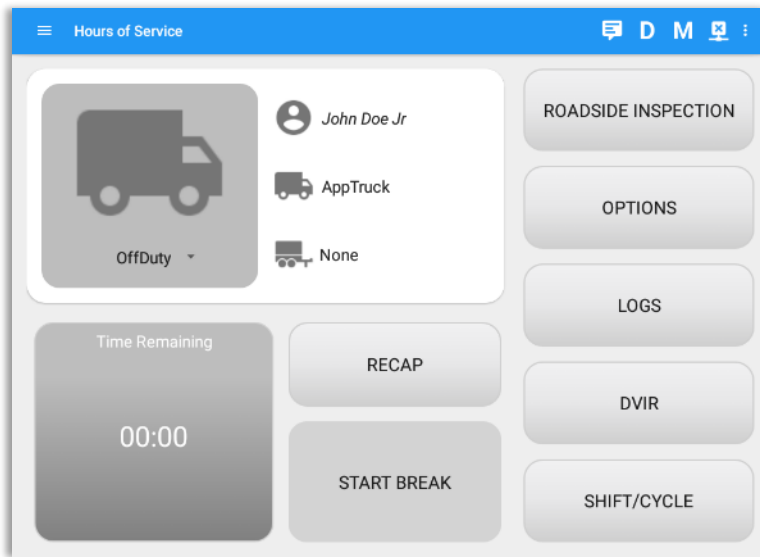 Hours of Service
D M
John Doe Jr
AppTruck
None
OffDuty
Time Remaining
00:00
RECAP
START BREAK
ROADSIDE INSPECTION
OPTIONS
LOGS
DVIR
SHIFT/CYCLE